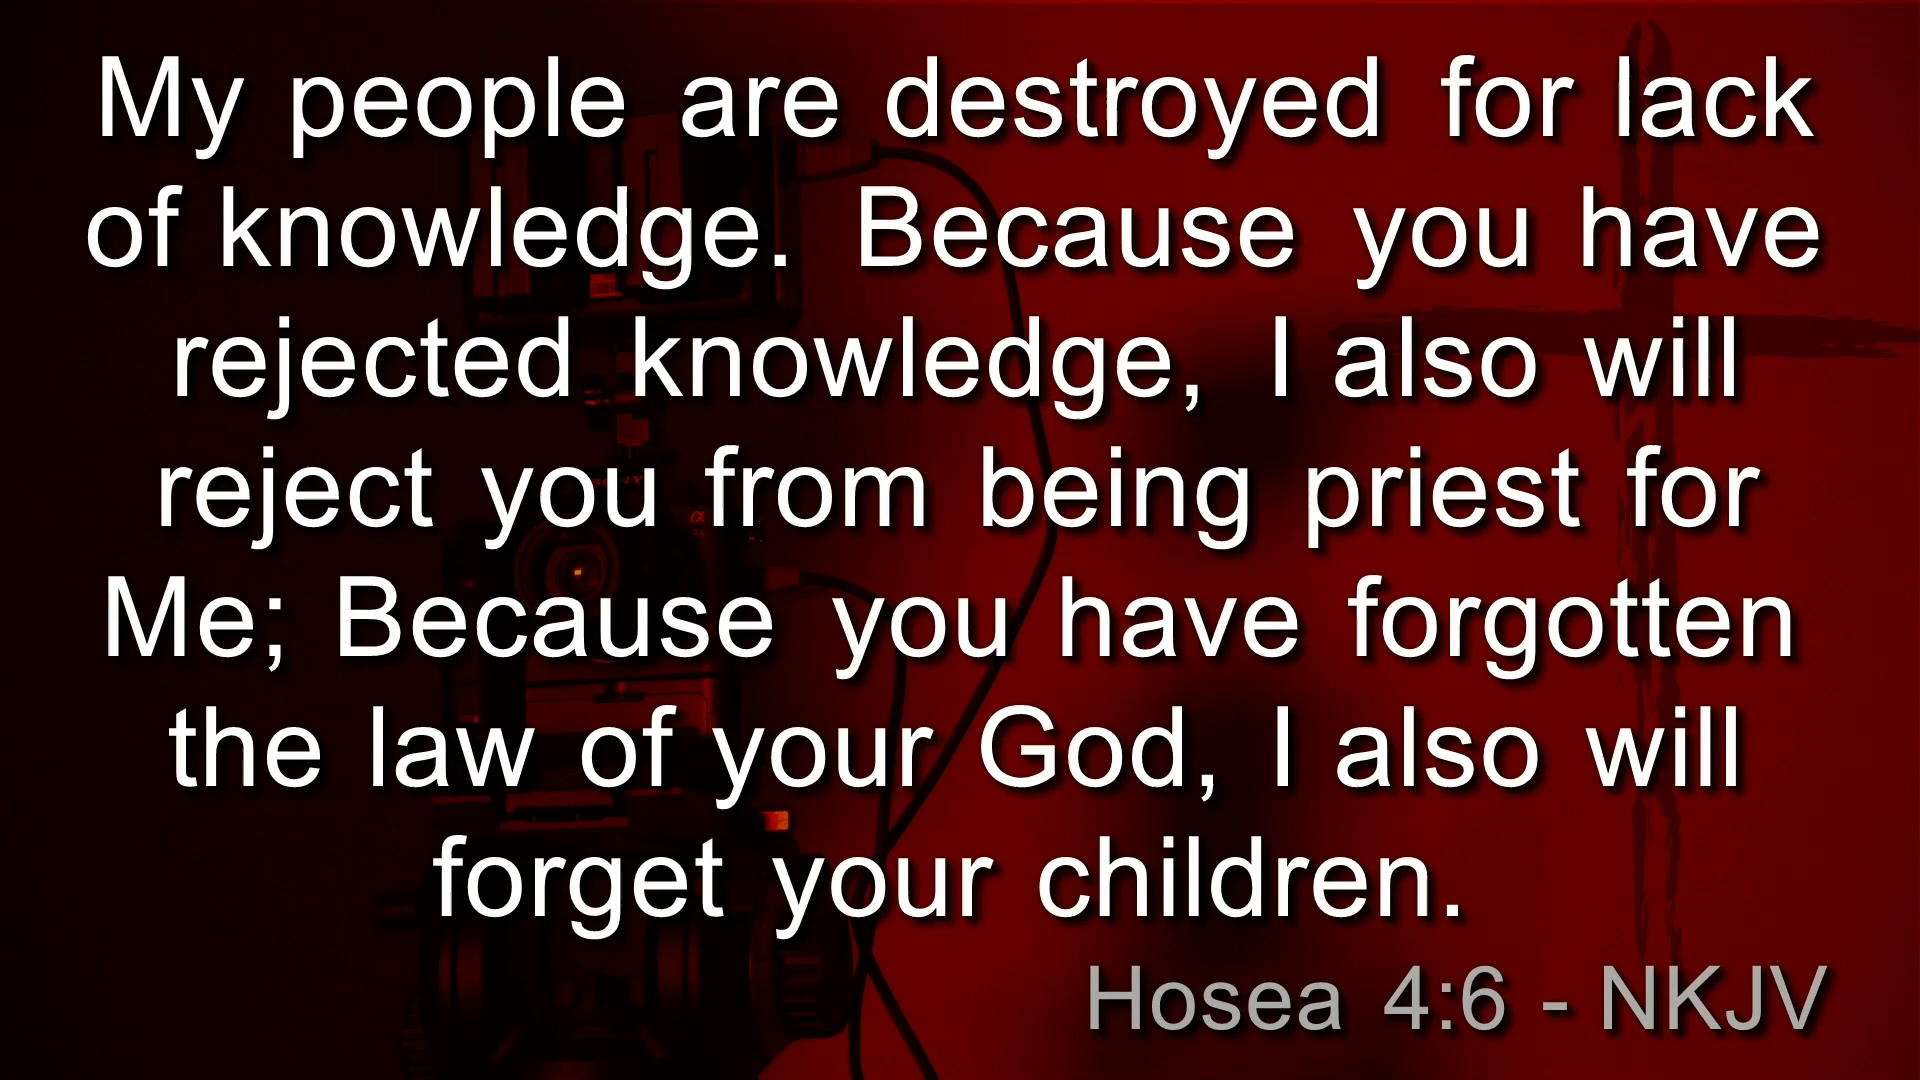 My people are destroyed for lack
of knowledge. Because you have
rejected knowledge, I also will
reject you from being priest for
Me; Because you have forgotten
the law of your God, I also will
forget your children.
Hosea 4:6 - NKJV